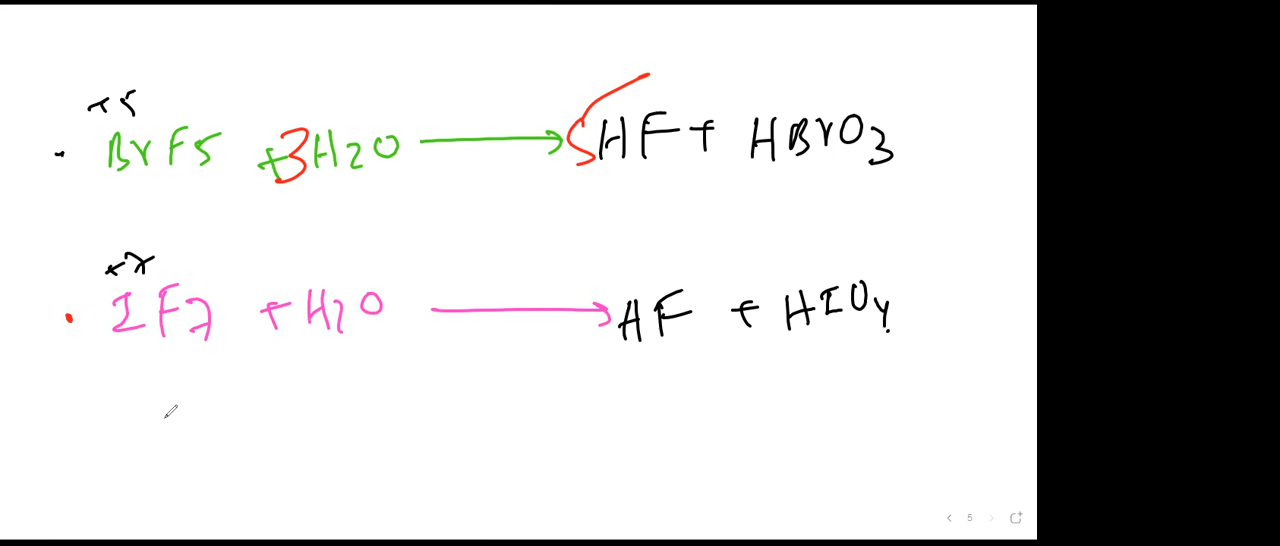 +5
BrF5 + 3H2O → 5HF + HBrO3
+7
IF7 + H2O → HF + HIO4
5